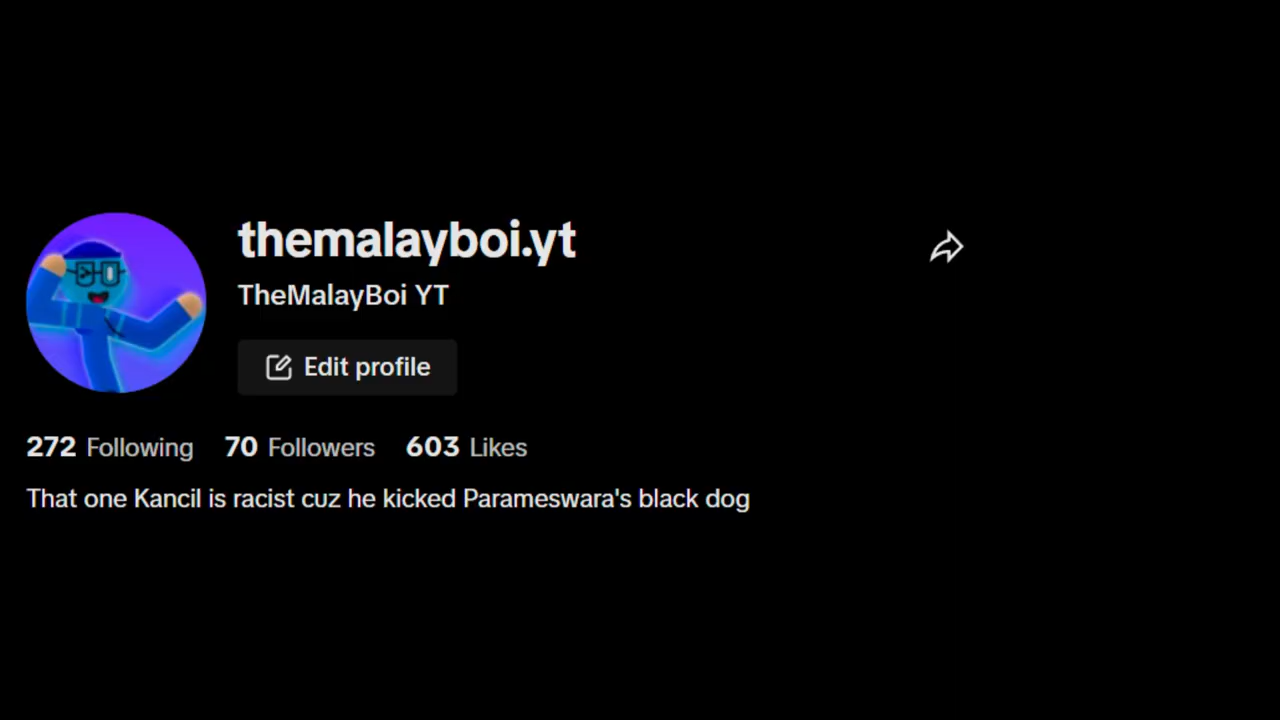 themalayboi.yt
TheMalayBoi YT
Edit profile
272 Following 70 Followers 603 Likes
That one Kancil is racist cuz he kicked Parameswara's black dog